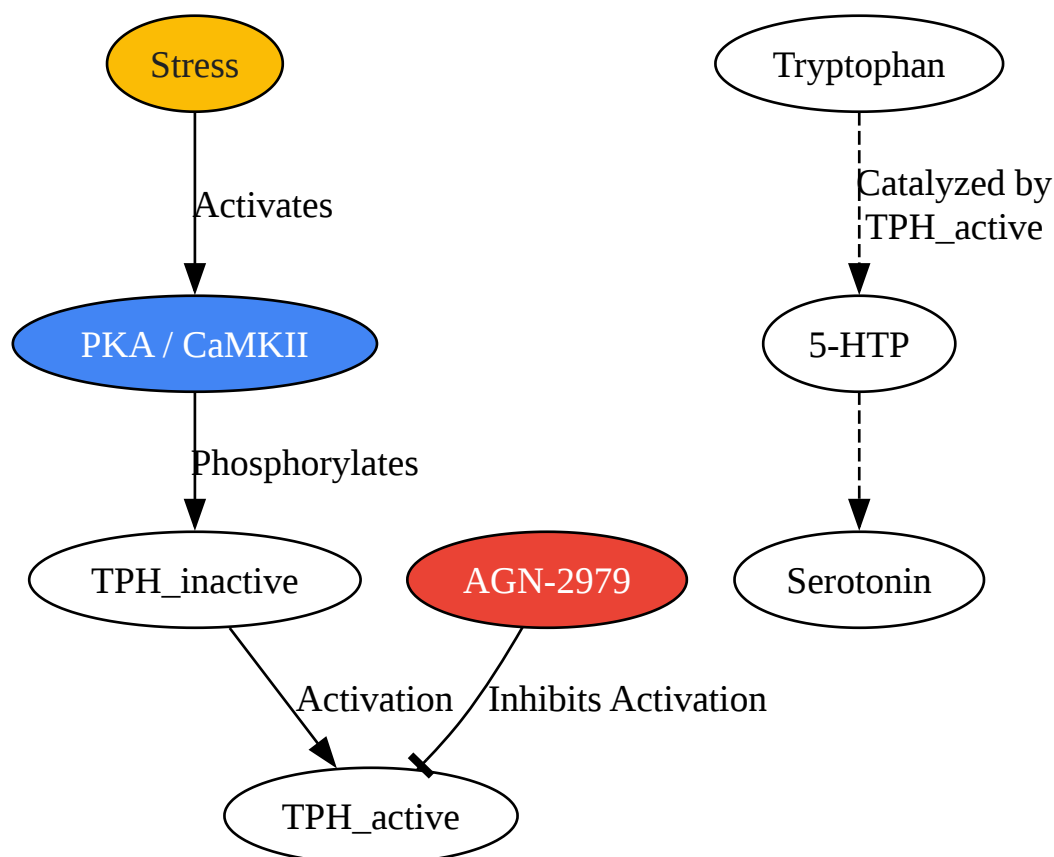 Stress
Tryptophan
Activates
Catalyzed by
TPH_active
PKA / CaMKII
5-HTP
Phosphorylates
TPH_inactive
AGN-2979
Serotonin
Activation
Inhibits Activation
TPH_active